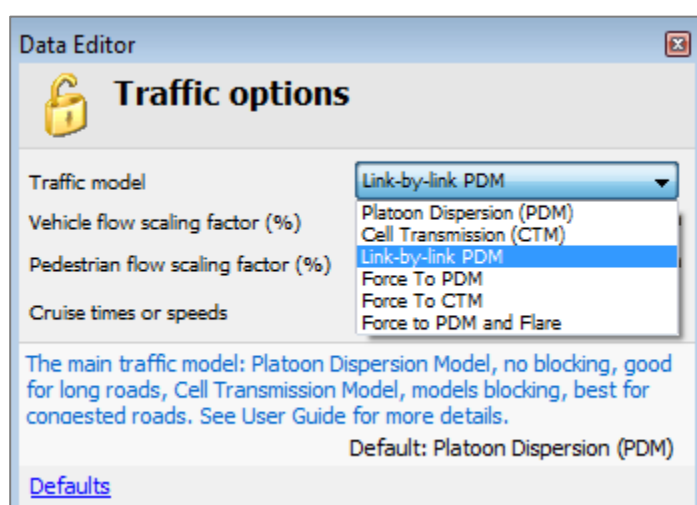 Data Editor
Traffic options
Traffic model
Link-by-link PDM
Vehicle flow scaling factor (%)
Platoon Dispersion (PDM)
Cell Transmission (CTM)
Link-by-link PDM
Pedestrian flow scaling factor (%)
Force To PDM
Force To CTM
Cruise times or speeds
Force to PDM and Flare
The main traffic model: Platoon Dispersion Model, no blocking, good
for long roads, Cell Transmission Model, models blocking, best for
congested roads. See User Guide for more details.
Default: Platoon Dispersion (PDM)
Defaults